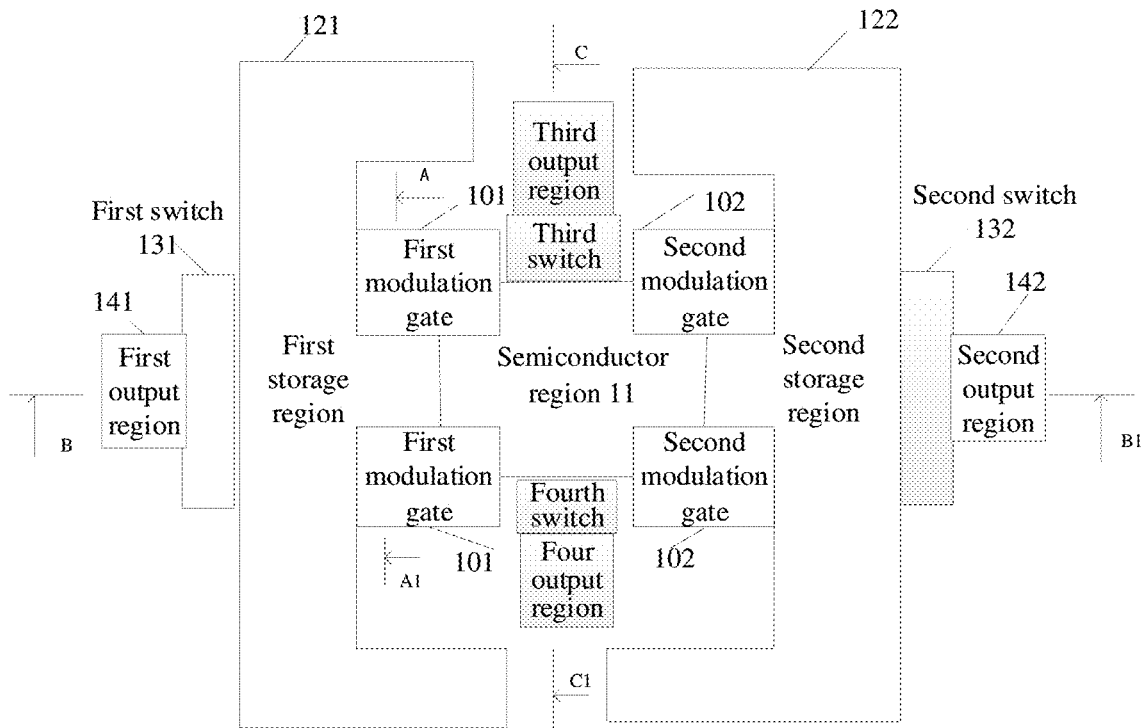 121
122
C
Third
output
region
A
101
102
First switch
131
Second switch
132
Third
switch
First
modulation
gate
Second
modulation
gate
141
142
First
output
region
First
storage
region
Semiconductor
region 11
Second
storage
region
Second
output
region
B
B1
First
modulation
gate
Second
modulation
gate
Fourth
switch
101
102
A1
Four
output
region
C1